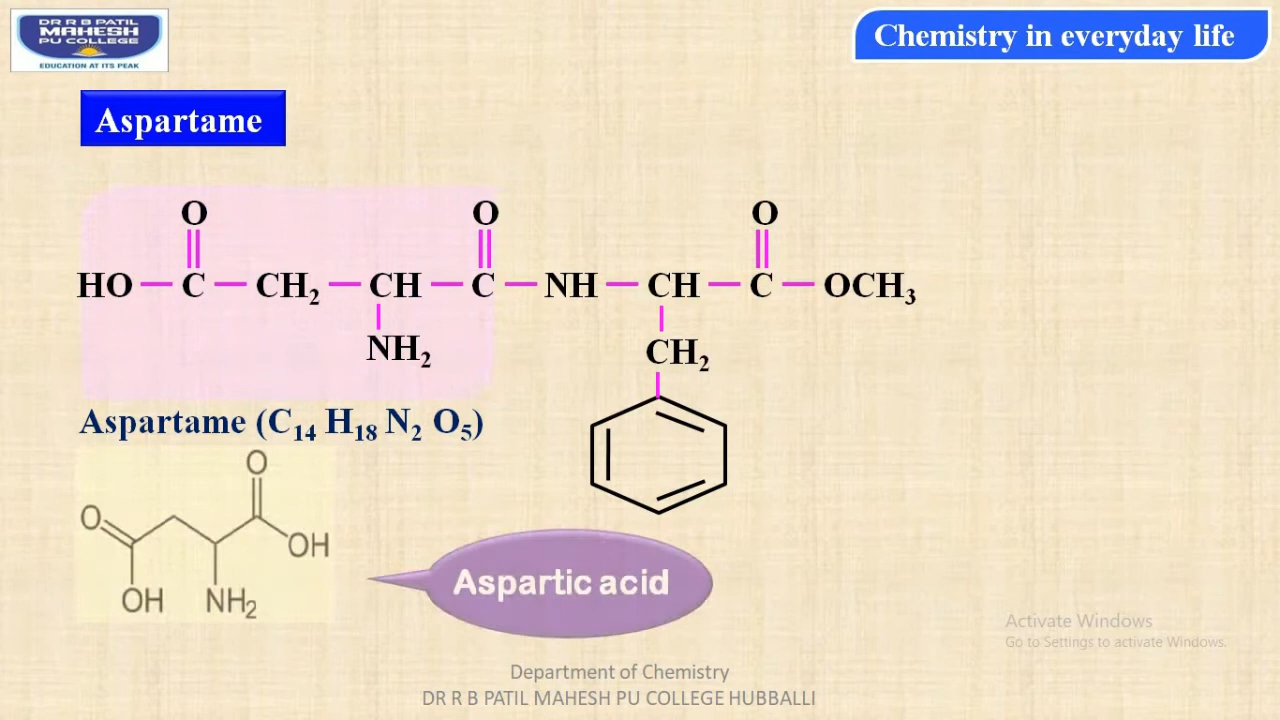 DR R B PATIL
MAHESH
PU COLLEGE
EDUCATION AT ITS PEAK
Chemistry in everyday life
Aspartame
O O O
HO C CH₂ CH C NH CH C OCH₃
NH₂ CH₂
Aspartame (C₁₄ H₁₈ N₂ O₅)
O
O
OH
OH NH₂
Aspartic acid
Activate Windows
Go to Settings to activate Windows.
Department of Chemistry
DR R B PATIL MAHESH PU COLLEGE HUBBALLI